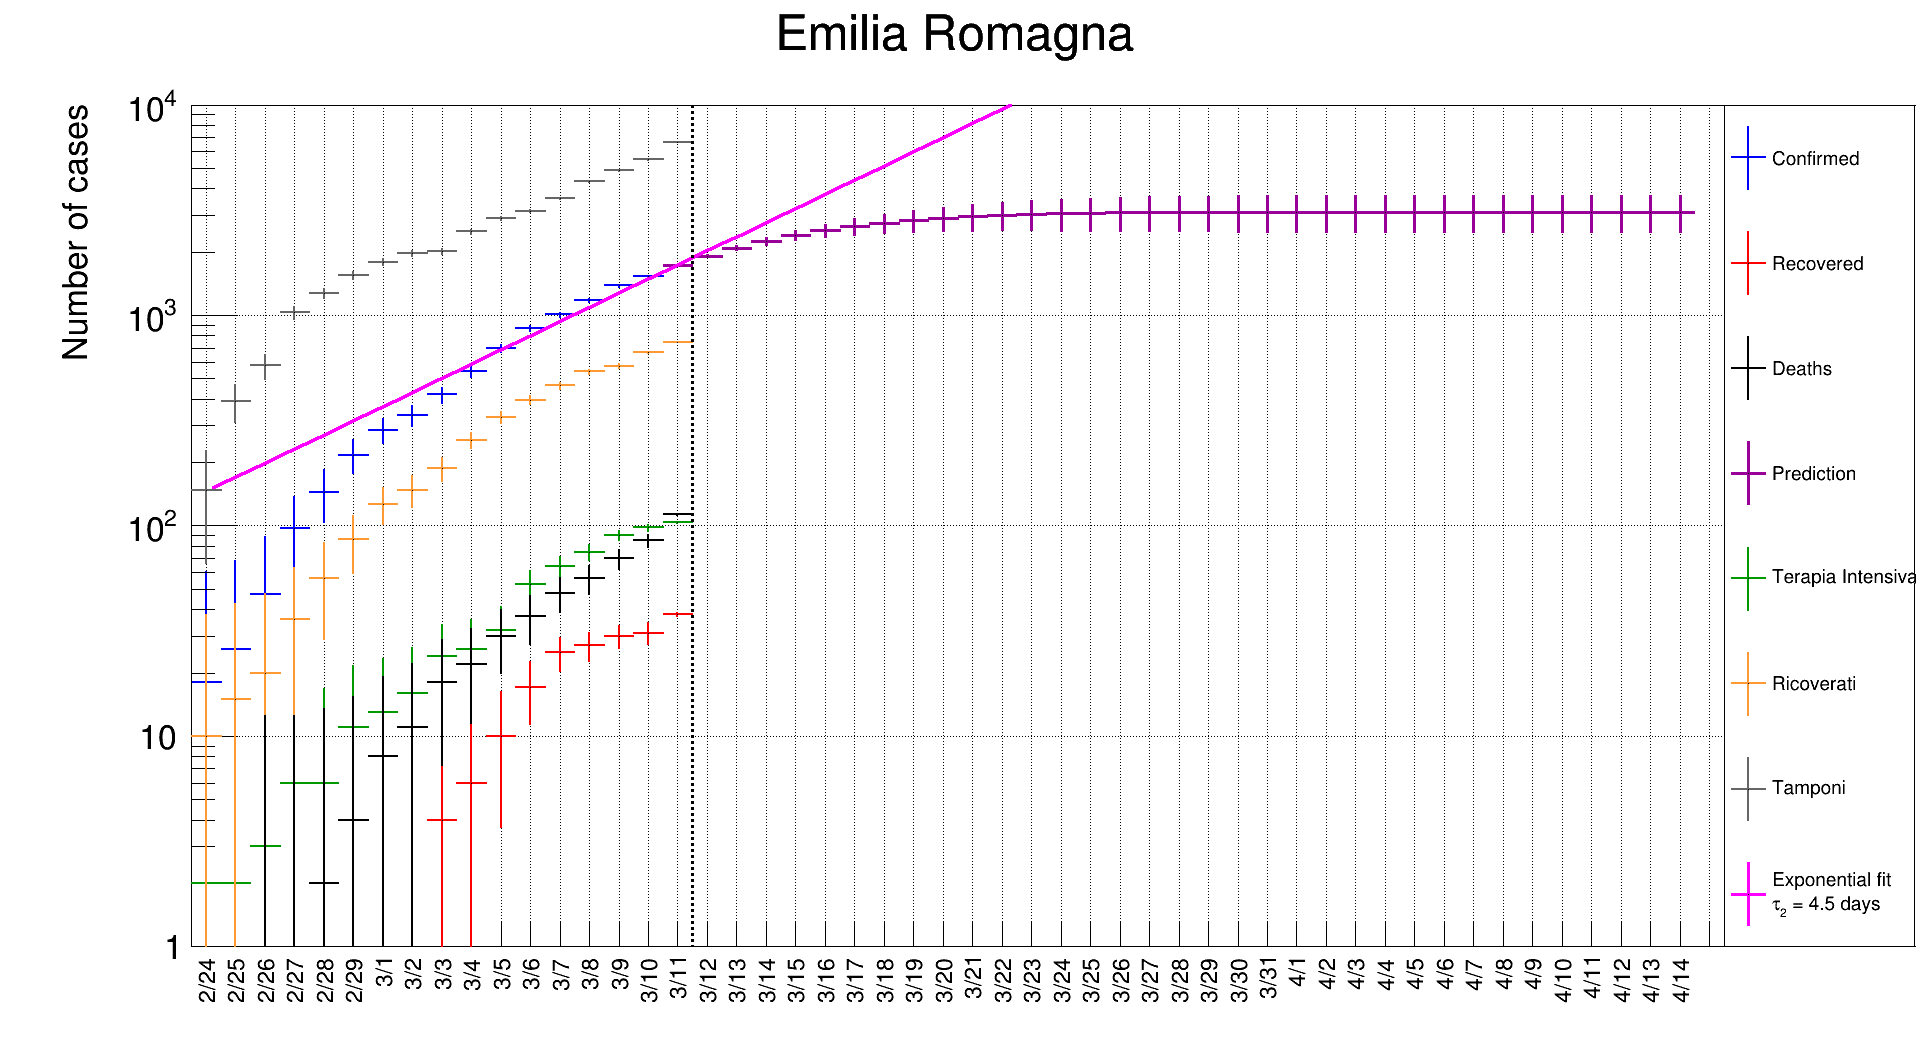 Emilia Romagna
Number of cases
10^4
10^3
10^2
10
1
2/24 2/25 2/26 2/27 2/28 2/29 3/1 3/2 3/3 3/4 3/5 3/6 3/7 3/8 3/9 3/10 3/11 3/12 3/13 3/14 3/15 3/16 3/17 3/18 3/19 3/20 3/21 3/22 3/23 3/24 3/25 3/26 3/27 3/28 3/29 3/30 3/31 4/1 4/2 4/3 4/4 4/5 4/6 4/7 4/8 4/9 4/10 4/11 4/12 4/13 4/14
Confirmed
Recovered
Deaths
Prediction
Terapia Intensiva
Ricoverati
Tamponi
Exponential fit
τ_2 = 4.5 days